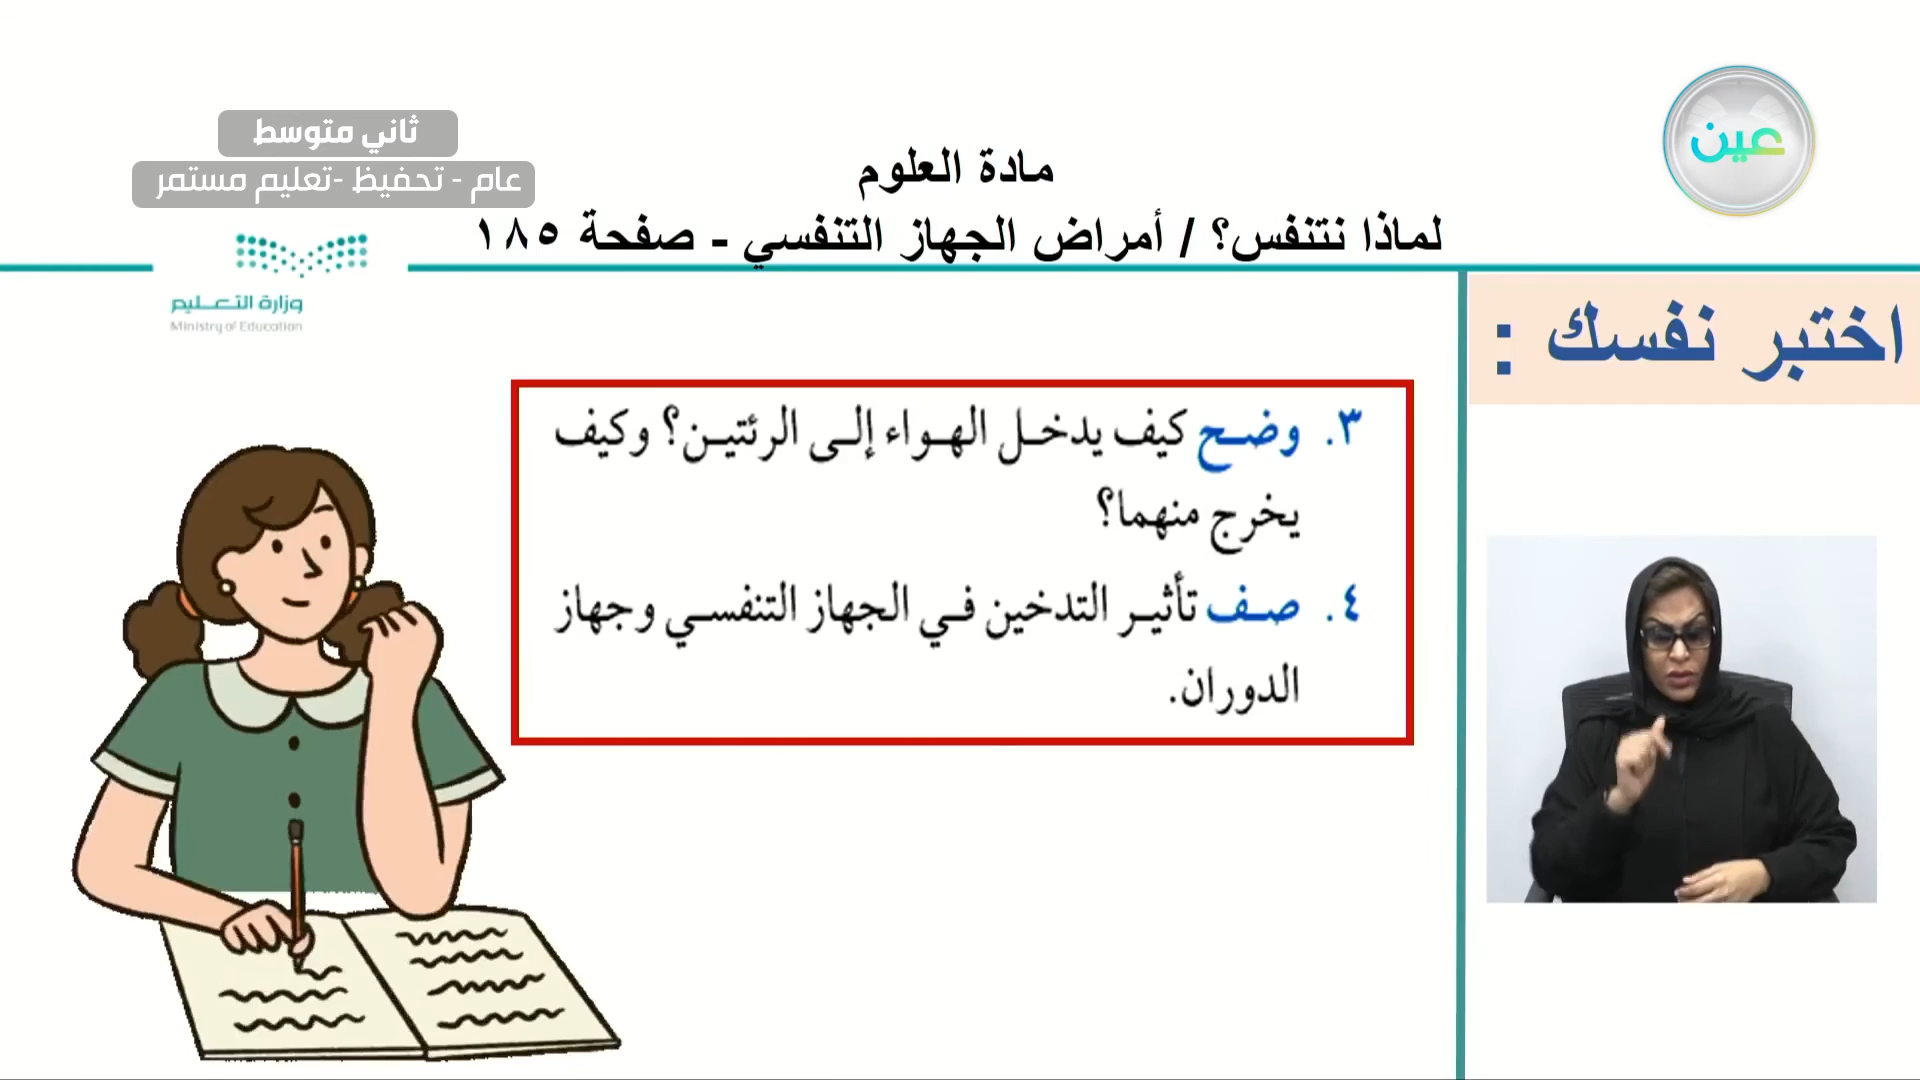 عين
ثاني متوسط
عام - تحفيظ -تعليم مستمر
مادة العلوم
لماذا نتنفس؟ / أمراض الجهاز التنفسي - صفحة ١٨٥
وزارة التعليم
Ministry of Education
اختبر نفسك :
٣. وضح كيف يدخل الهواء إلى الرئتين؟ وكيف
يخرج منهما؟
٤. صف تأثير التدخين في الجهاز التنفسي وجهاز
الدوران.